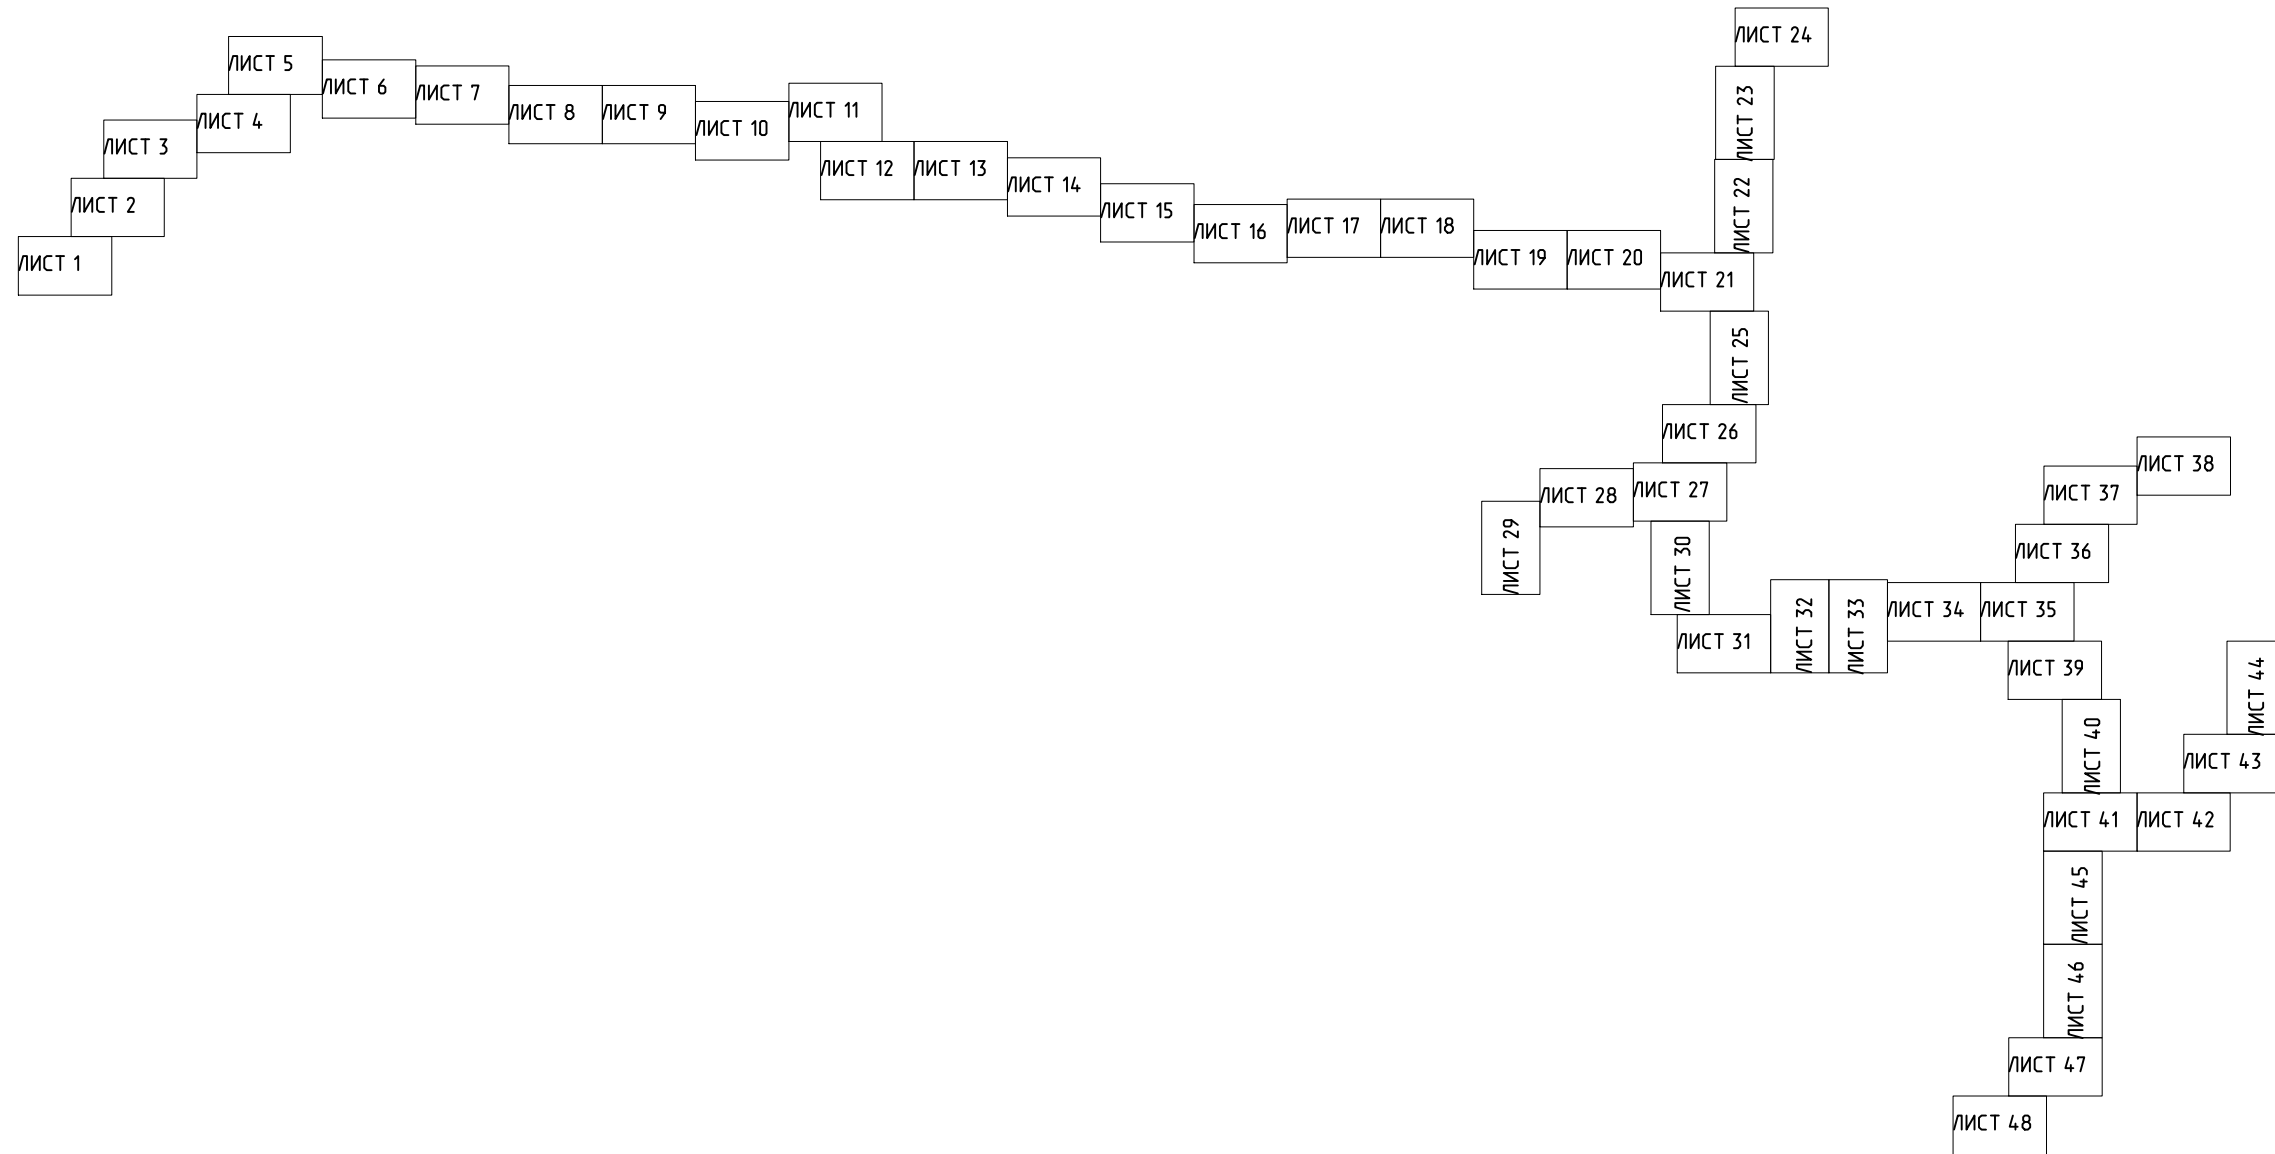 ЛИСТ 1
ЛИСТ 2
ЛИСТ 3
ЛИСТ 4
ЛИСТ 5
ЛИСТ 6
ЛИСТ 7
ЛИСТ 8
ЛИСТ 9
ЛИСТ 10
ЛИСТ 11
ЛИСТ 12
ЛИСТ 13
ЛИСТ 14
ЛИСТ 15
ЛИСТ 16
ЛИСТ 17
ЛИСТ 18
ЛИСТ 19
ЛИСТ 20
ЛИСТ 21
ЛИСТ 22
ЛИСТ 23
ЛИСТ 24
ЛИСТ 25
ЛИСТ 26
ЛИСТ 27
ЛИСТ 28
ЛИСТ 29
ЛИСТ 30
ЛИСТ 31
ЛИСТ 32
ЛИСТ 33
ЛИСТ 34
ЛИСТ 35
ЛИСТ 36
ЛИСТ 37
ЛИСТ 38
ЛИСТ 39
ЛИСТ 40
ЛИСТ 41
ЛИСТ 42
ЛИСТ 43
ЛИСТ 44
ЛИСТ 45
ЛИСТ 46
ЛИСТ 47
ЛИСТ 48